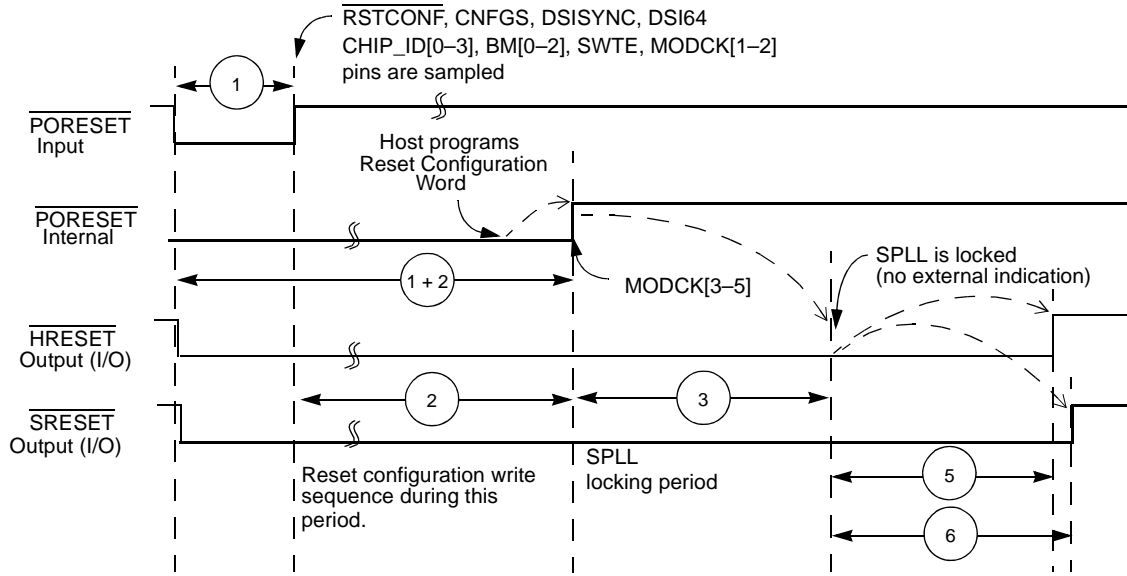 RSTCONF, CNFGS, DSISYNC, DSI64
CHIP_ID[0–3], BM[0–2], SWTE, MODCK[1–2]
pins are sampled
1
PORESET
Input
Host programs
Reset Configuration
Word
PORESET
Internal
SPLL is locked
(no external indication)
1 + 2
MODCK[3–5]
HRESET
Output (I/O)
2
3
SRESET
Output (I/O)
Reset configuration write
sequence during this
period.
SPLL
locking period
5
6